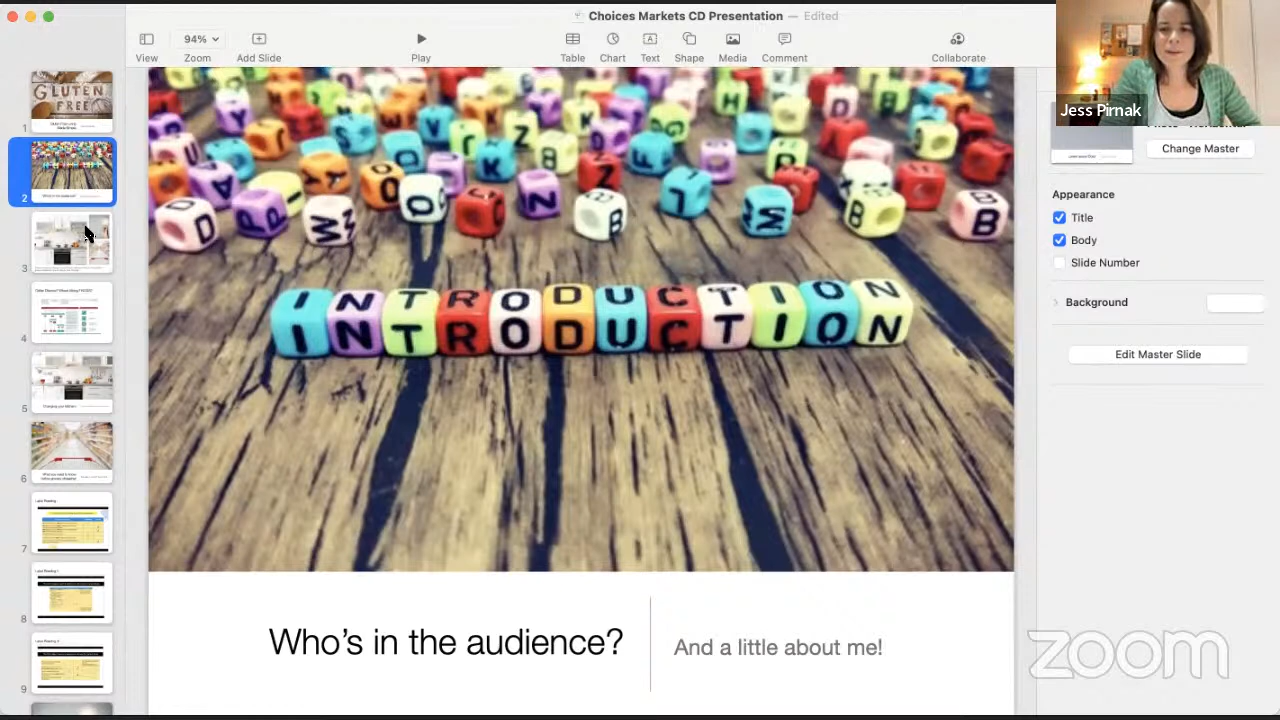 Choices Markets CD Presentation — Edited
94%
View
Zoom
Add Slide
Play
Table
Chart
Text
Shape
Media
Comment
Collaborate
Jess Pirnak
Change Master
Appearance
Title
Body
Slide Number
Background
Edit Master Slide
GLUTEN
FREE
1
2
3
4
5
6
7
8
9
INTRODUCTION
Who's in the audience?
And a little about me!
zoom